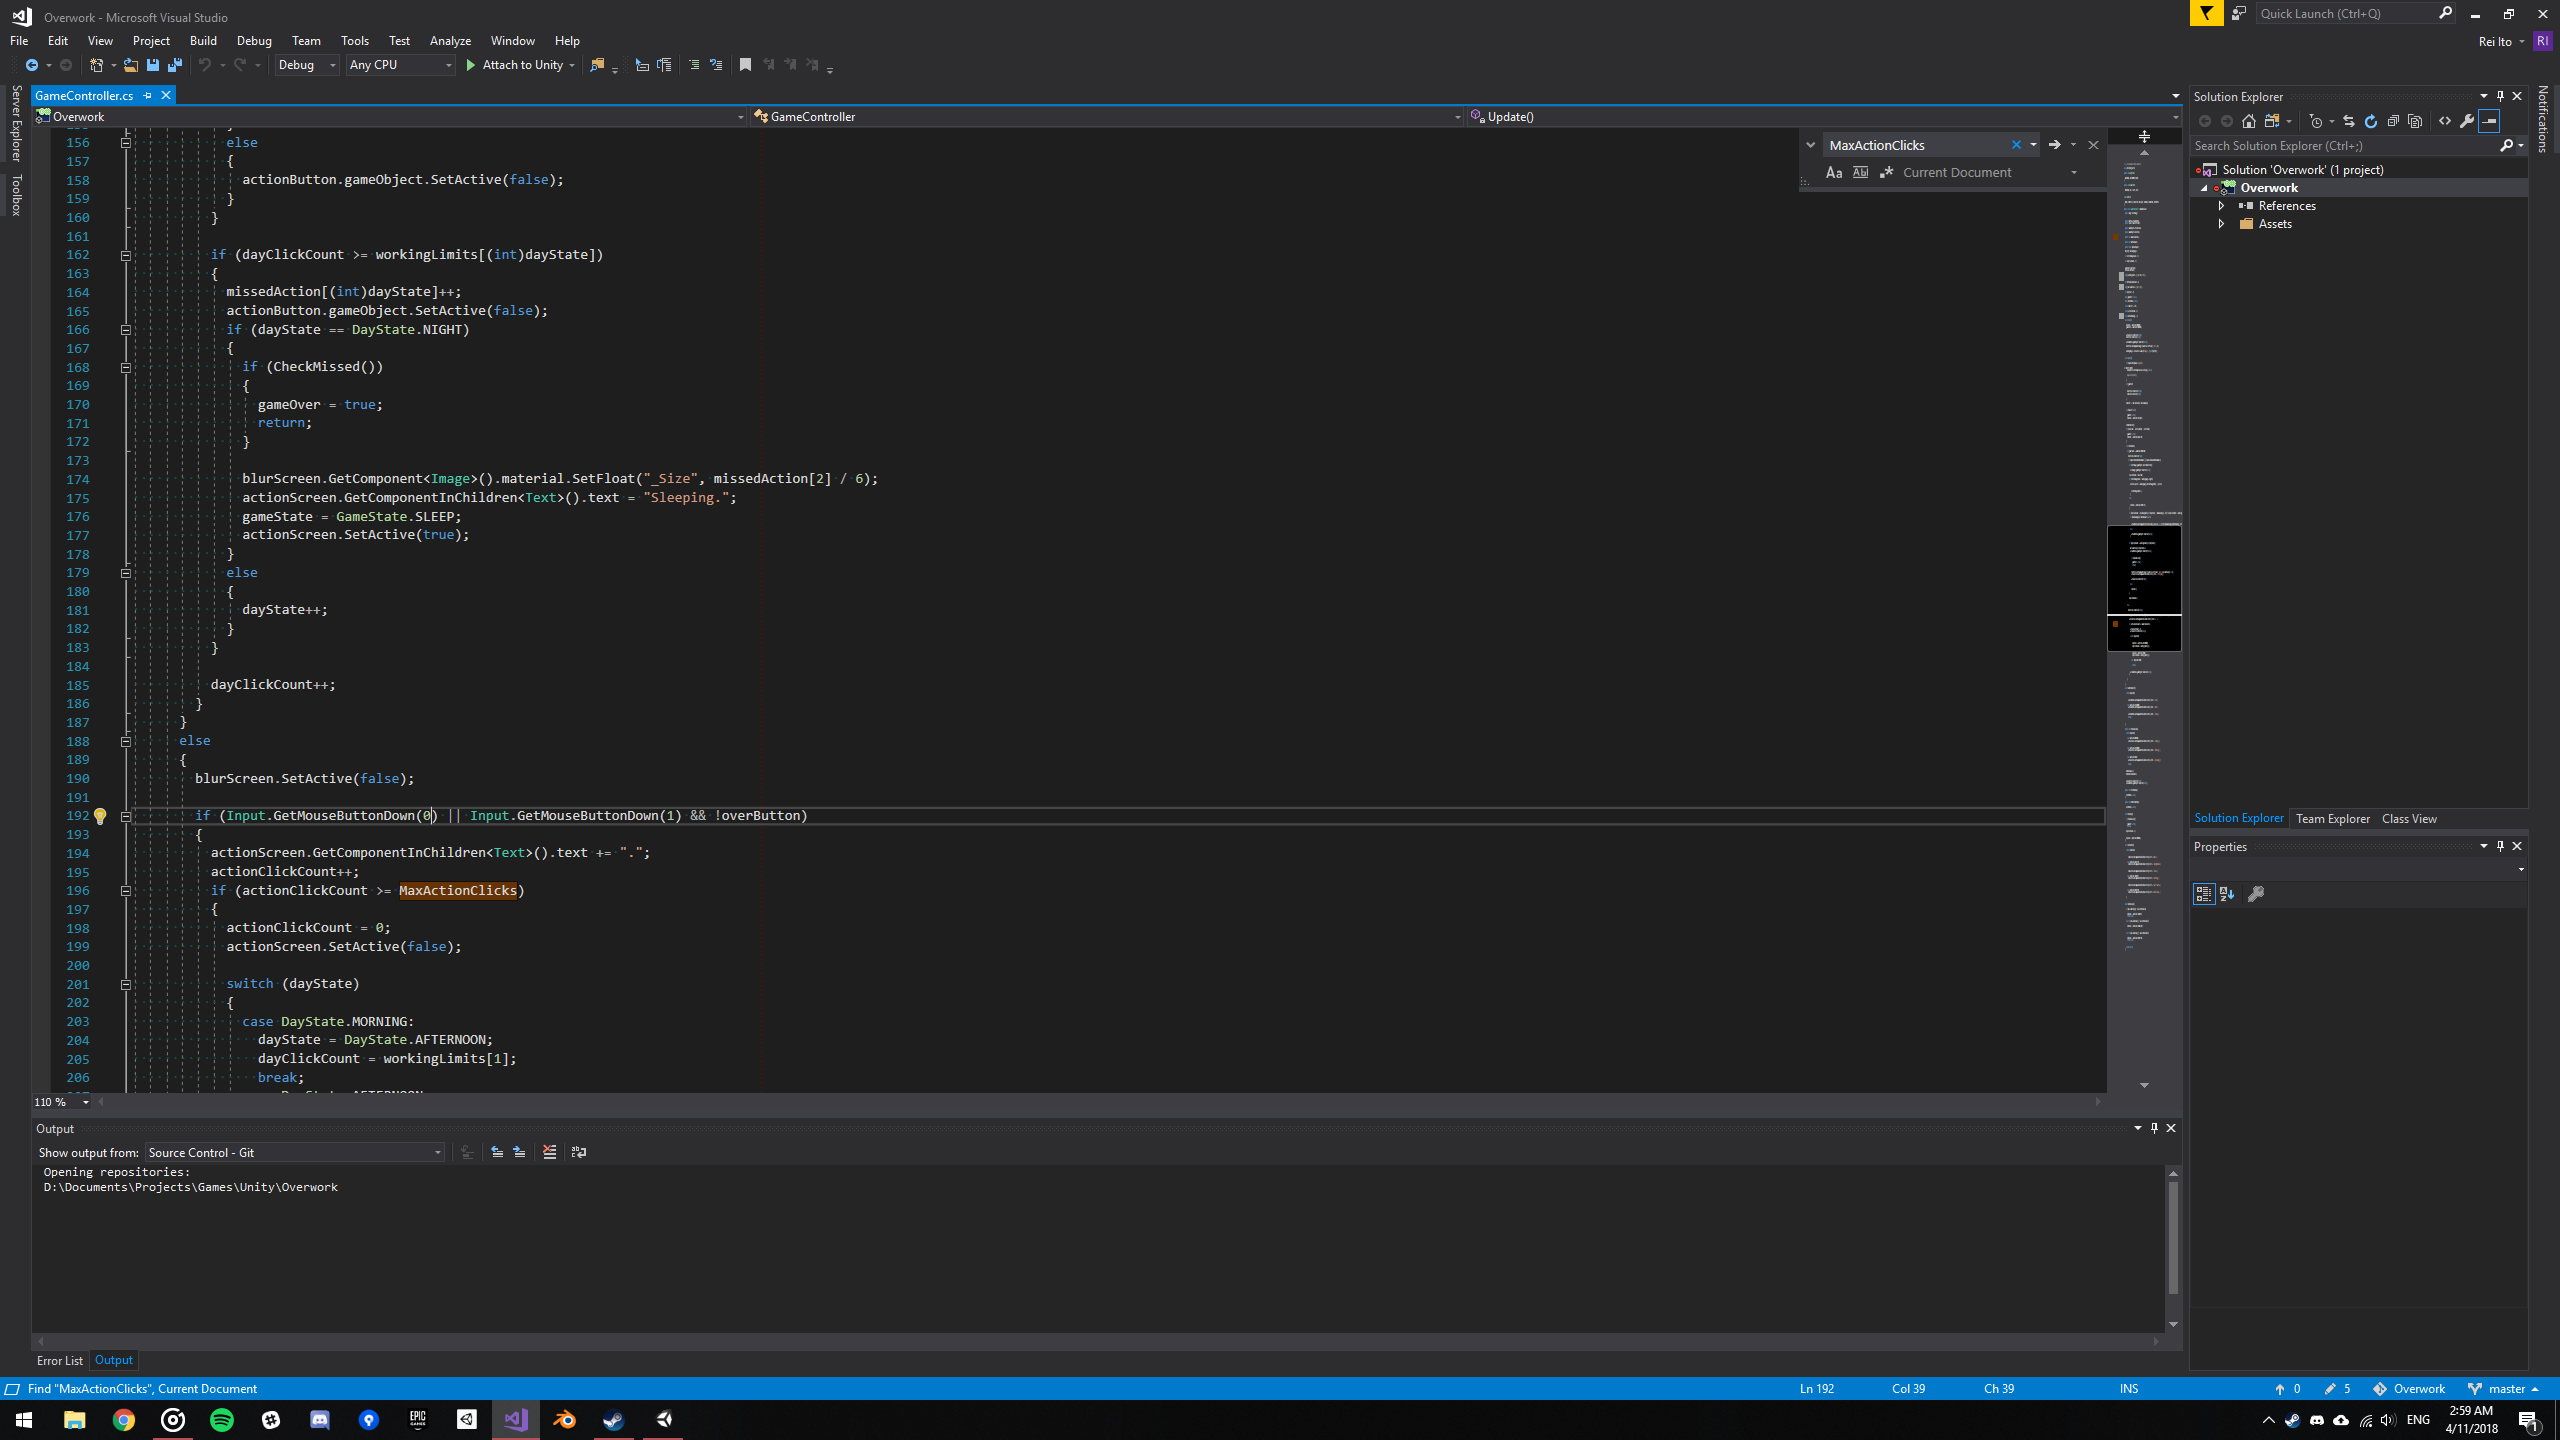 Overwork - Microsoft Visual Studio
Quick Launch (Ctrl+Q)
File Edit View Project Build Debug Team Tools Test Analyze Window Help
Rei Ito RI
Debug Any CPU Attach to Unity
Server Explorer
Toolbox
Notifications
GameController.cs
Overwork GameController Update()
MaxActionClicks
Aa Current Document
156 else
157 {
158 actionButton.gameObject.SetActive(false);
159 }
160 }
161
162 if (dayClickCount >= workingLimits[(int)dayState])
163 {
164 missedAction[(int)dayState]++;
165 actionButton.gameObject.SetActive(false);
166 if (dayState == DayState.NIGHT)
167 {
168 if (CheckMissed())
169 {
170 gameOver = true;
171 return;
172 }
173
174 blurScreen.GetComponent<Image>().material.SetFloat("_Size", missedAction[2] / 6);
175 actionScreen.GetComponentInChildren<Text>().text = "Sleeping.";
176 gameState = GameState.SLEEP;
177 actionScreen.SetActive(true);
178 }
179 else
180 {
181 dayState++;
182 }
183 }
184
185 dayClickCount++;
186 }
187 }
188 else
189 {
190 blurScreen.SetActive(false);
191
192 if (Input.GetMouseButtonDown(0) || Input.GetMouseButtonDown(1) && !overButton)
193 {
194 actionScreen.GetComponentInChildren<Text>().text += ".";
195 actionClickCount++;
196 if (actionClickCount >= MaxActionClicks)
197 {
198 actionClickCount = 0;
199 actionScreen.SetActive(false);
200
201 switch (dayState)
202 {
203 case DayState.MORNING:
204 dayState = DayState.AFTERNOON;
205 dayClickCount = workingLimits[1];
206 break;
110 %
Solution Explorer
Search Solution Explorer (Ctrl+;)
Solution 'Overwork' (1 project)
Overwork
References
Assets
Solution Explorer Team Explorer Class View
Properties
Output
Show output from: Source Control - Git
Opening repositories:
D:\Documents\Projects\Games\Unity\Overwork
Error List Output
Find "MaxActionClicks", Current Document Ln 192 Col 39 Ch 39 INS 0 5 Overwork master
EPIC GAMES
ENG
2:59 AM
4/11/2018
1